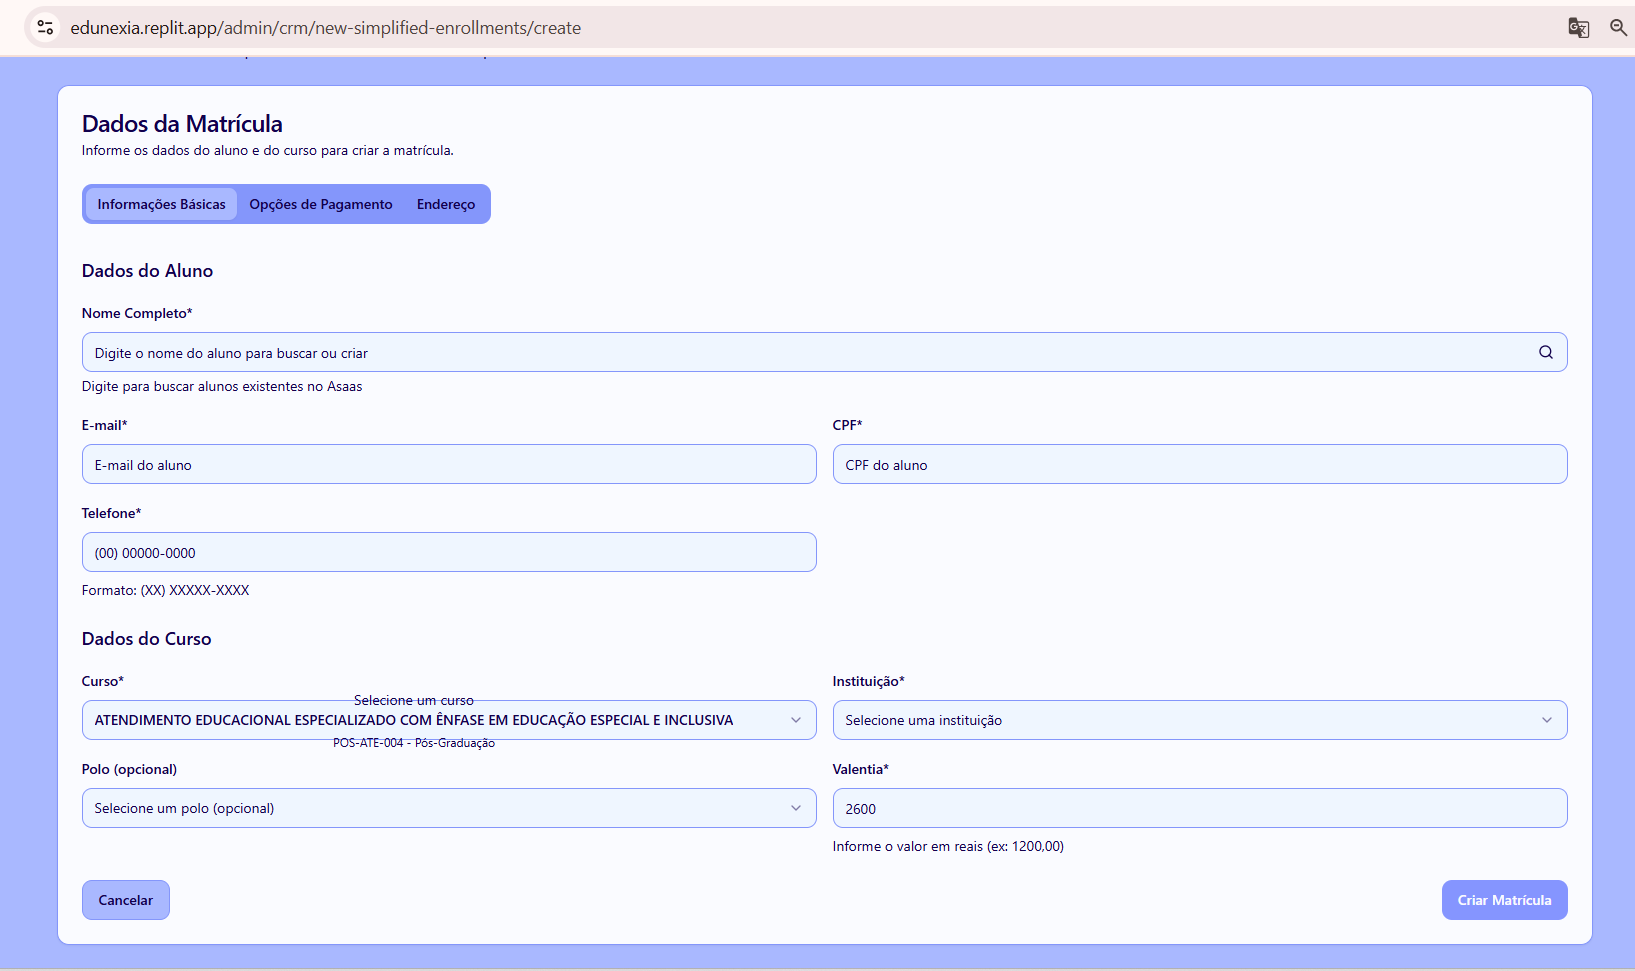 edunexia.replit.app/admin/crm/new-simplified-enrollments/create
Dados da Matrícula
Informe os dados do aluno e do curso para criar a matrícula.
Informações Básicas Opções de Pagamento Endereço
Dados do Aluno
Nome Completo*
Digite o nome do aluno para buscar ou criar
Digite para buscar alunos existentes no Asaas
E-mail* CPF*
E-mail do aluno CPF do aluno
Telefone*
(00) 00000-0000
Formato: (XX) XXXXX-XXXX
Dados do Curso
Curso* Instituição*
Selecione um curso
ATENDIMENTO EDUCACIONAL ESPECIALIZADO COM ÊNFASE EM EDUCAÇÃO ESPECIAL E INCLUSIVA Selecione uma instituição
POS-ATE-004 - Pós-Graduação
Polo (opcional) Valentia*
Selecione um polo (opcional) 2600
Informe o valor em reais (ex: 1200,00)
Cancelar Criar Matrícula